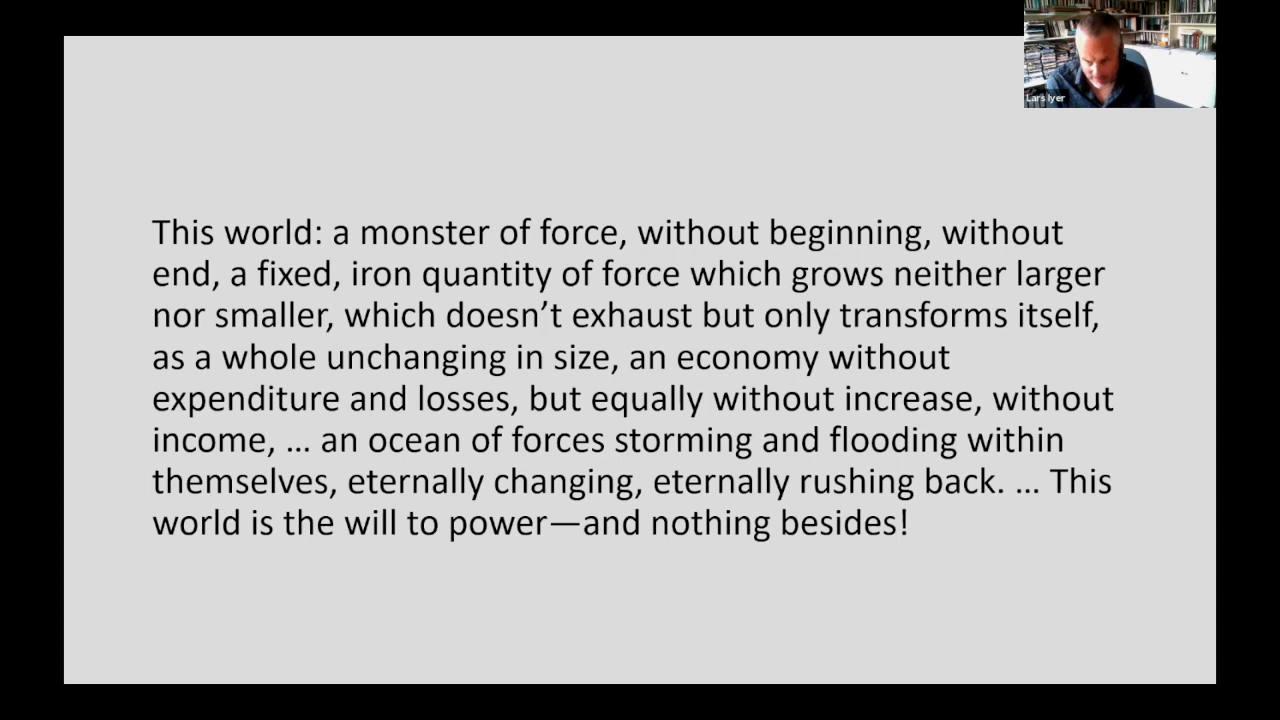 Lars Iyer
This world: a monster of force, without beginning, without
end, a fixed, iron quantity of force which grows neither larger
nor smaller, which doesn’t exhaust but only transforms itself,
as a whole unchanging in size, an economy without
expenditure and losses, but equally without increase, without
income, … an ocean of forces storming and flooding within
themselves, eternally changing, eternally rushing back. … This
world is the will to power—and nothing besides!